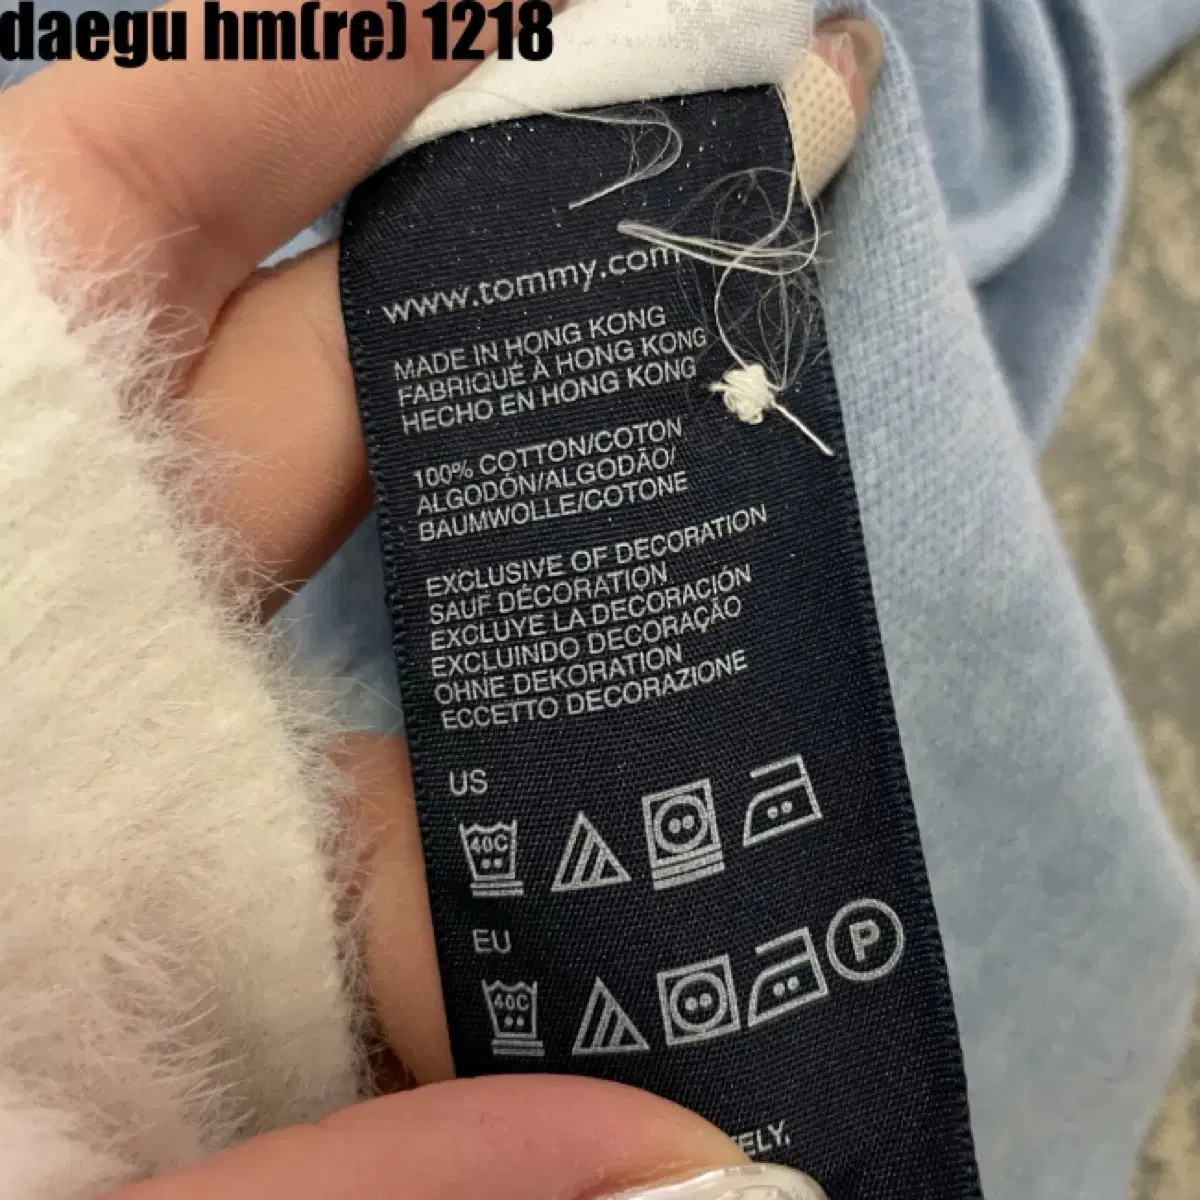 daegu hm(re) 1218
www.tommy.com
MADE IN HONG KONG
FABRIQUÉ À HONG KONG
HECHO EN HONG KONG
100% COTTON/COTON
ALGODÓN/ALGODÃO/
BAUMWOLLE/COTONE
EXCLUSIVE OF DECORATION
SAUF DÉCORATION
EXCLUYE LA DECORACIÓN
EXCLUINDO DECORAÇÃO
OHNE DEKORATION
ECCETTO DECORAZIONE
US
40C
EU
40C
P